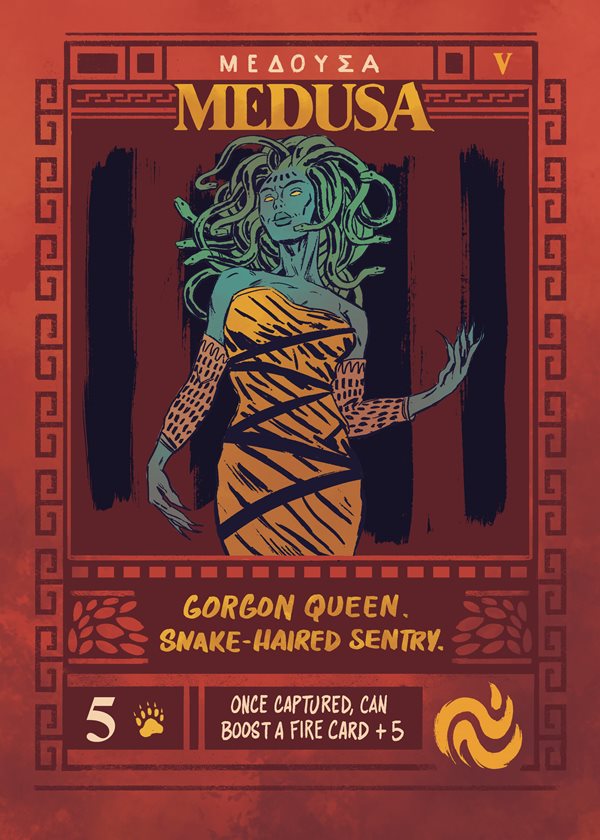 ΜΕΔΟΥΣΑ
V
MEDUSA
GORGON QUEEN.
SNAKE-HAIRED SENTRY.
5
ONCE CAPTURED, CAN
BOOST A FIRE CARD +5